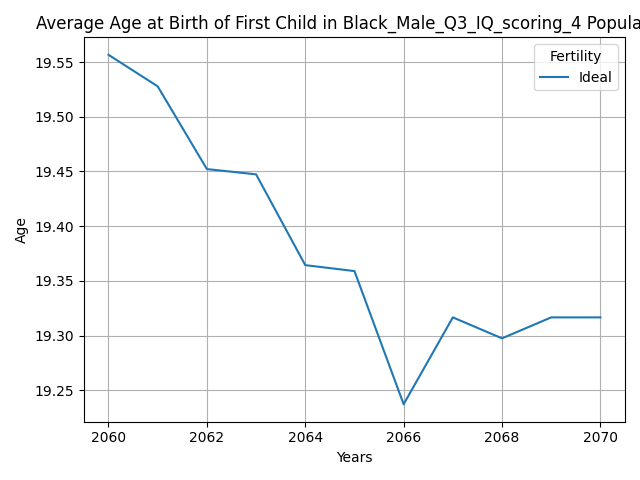 Average Age at Birth of First Child in Black_Male_Q3_IQ_scoring_4 Popula
Fertility
Ideal
19.55
19.50
19.45
19.40
19.35
19.30
19.25
Age
2060 2062 2064 2066 2068 2070
Years